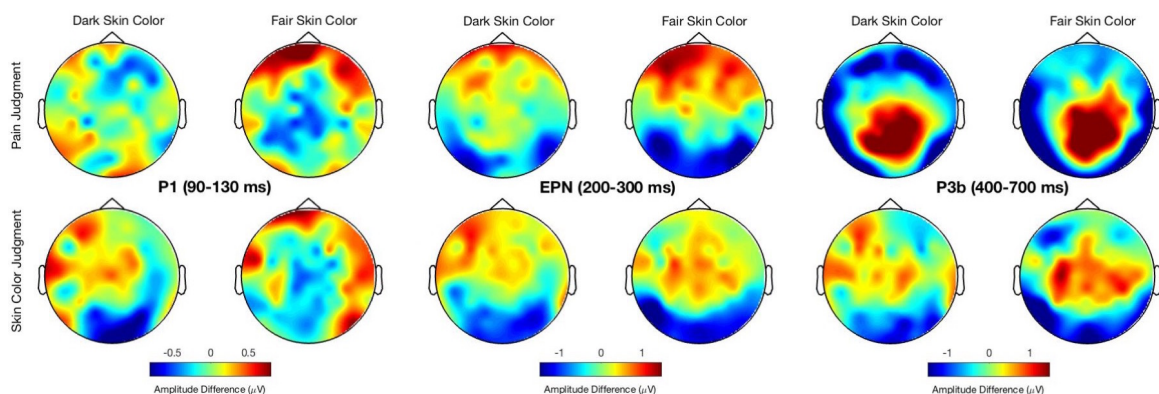 Dark Skin Color Fair Skin Color Dark Skin Color Fair Skin Color Dark Skin Color Fair Skin Color
Pain Judgment
P1 (90-130 ms) EPN (200-300 ms) P3b (400-700 ms)
Skin Color Judgment
-0.5 0 0.5 -1 0 1 -1 0 1
Amplitude Difference (μV) Amplitude Difference (μV) Amplitude Difference (μV)